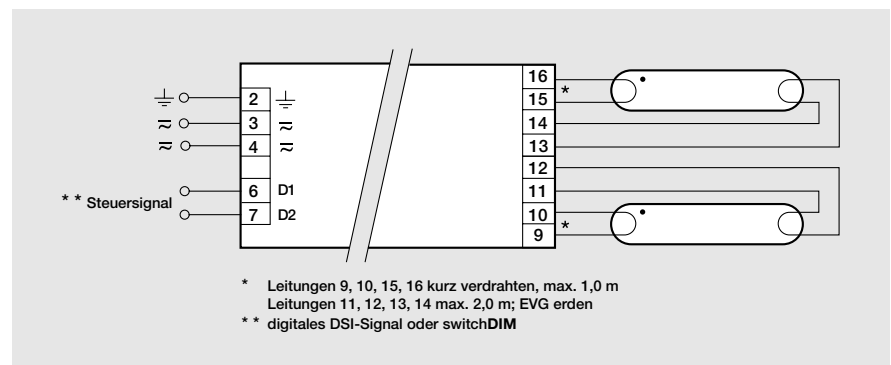 16
15 *
14
13
12
11
10
9 *
2
3
4
6 D1
7 D2
* * Steuersignal
* Leitungen 9, 10, 15, 16 kurz verdrahten, max. 1,0 m
Leitungen 11, 12, 13, 14 max. 2,0 m; EVG erden
* * digitales DSI-Signal oder switchDIM